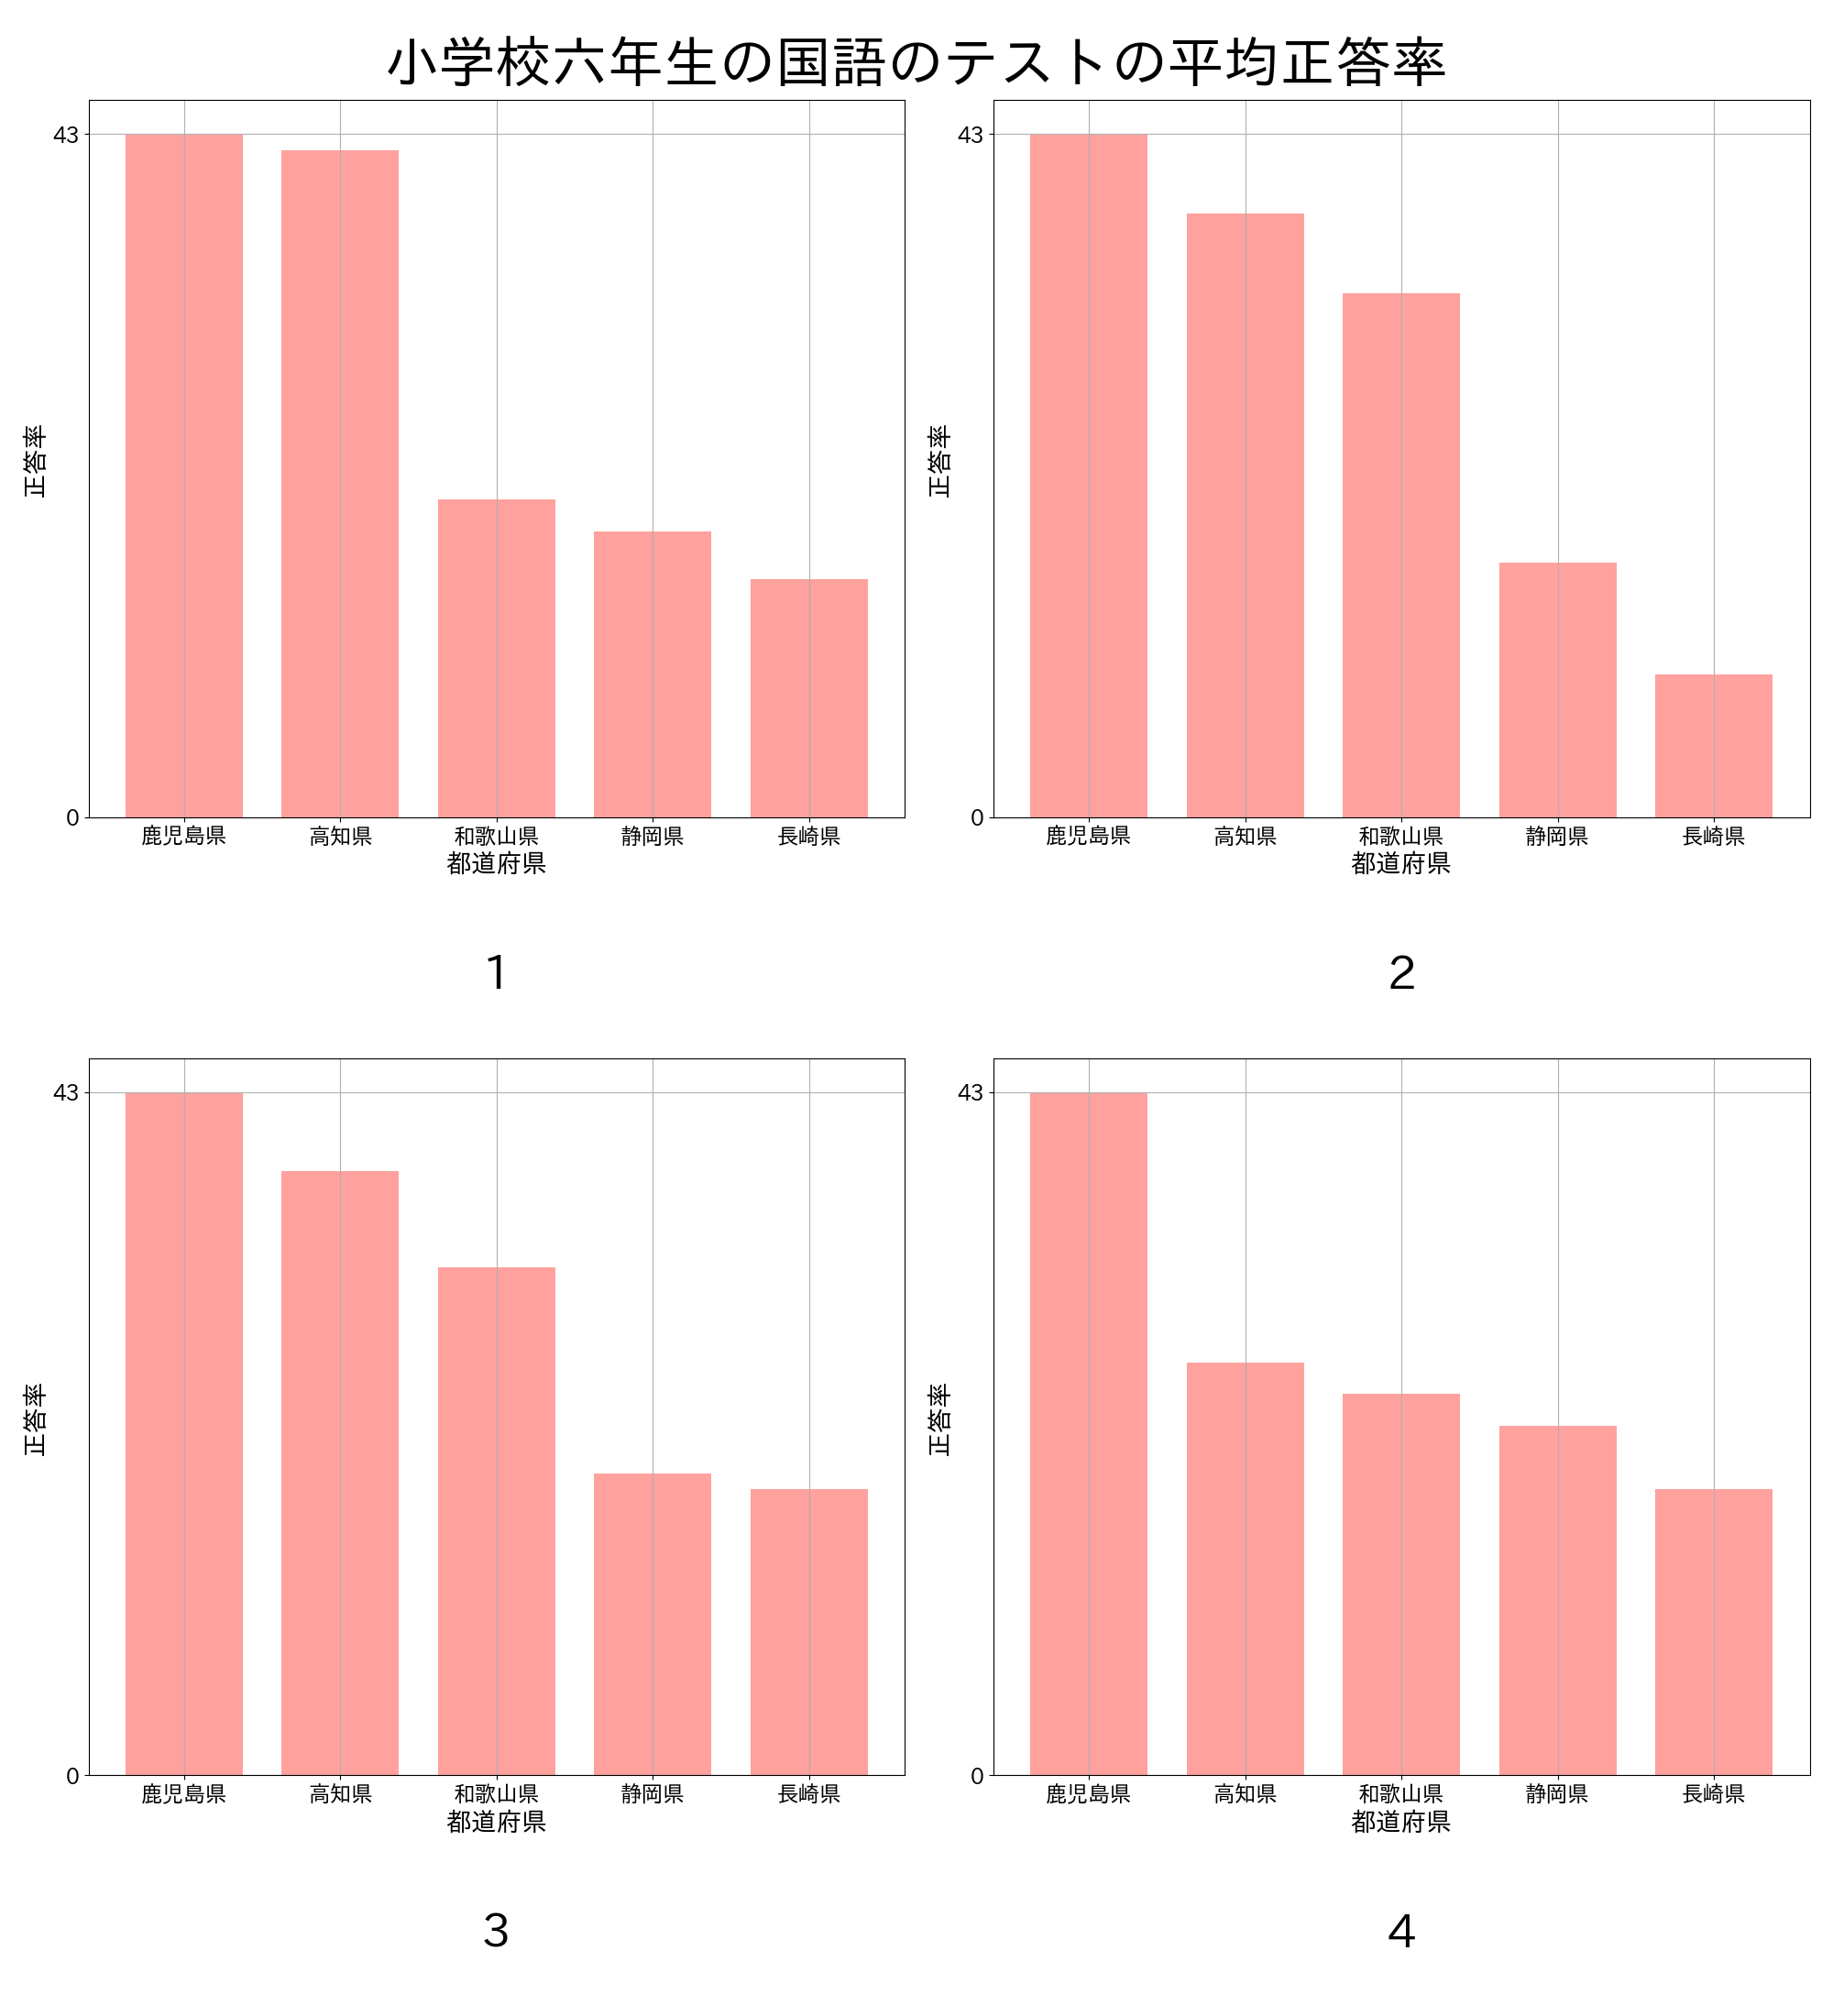 小学校六年生の国語のテストの平均正答率
43
0
正答率
鹿児島県 高知県 和歌山県 静岡県 長崎県
都道府県
1
43
0
正答率
鹿児島県 高知県 和歌山県 静岡県 長崎県
都道府県
2
43
0
正答率
鹿児島県 高知県 和歌山県 静岡県 長崎県
都道府県
3
43
0
正答率
鹿児島県 高知県 和歌山県 静岡県 長崎県
都道府県
4